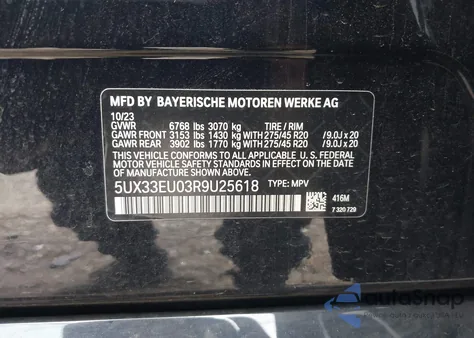 MFD BY BAYERISCHE MOTOREN WERKE AG
10/23
GVWR 6768 lbs 3070 kg TIRE / RIM
GAWR FRONT 3153 lbs 1430 kg WITH 275/45 R20 /9.0J x 20
GAWR REAR 3902 lbs 1770 kg WITH 275/45 R20 /9.0J x 20
THIS VEHICLE CONFORMS TO ALL APPLICABLE U. S. FEDERAL
MOTOR VEHICLE SAFETY STANDARDS IN EFFECT ON THE DATE
OF MANUFACTURE SHOWN ABOVE.
5UX33EU03R9U25618 TYPE: MPV
416M
7 320 729
AutoSnap